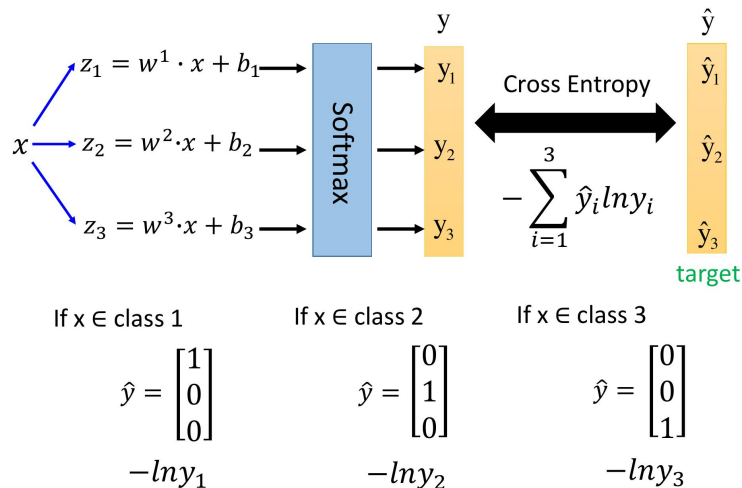 y
ŷ
z₁ = w¹ · x + b₁
y₁
ŷ₁
Cross Entropy
x
z₂ = w²·x + b₂
Softmax
y₂
ŷ₂
− ∑ᵢ₌₁³ ŷᵢlnyᵢ
z₃ = w³·x + b₃
y₃
ŷ₃
target
If x ∈ class 1
If x ∈ class 2
If x ∈ class 3
ŷ = [1 0 0]
ŷ = [0 1 0]
ŷ = [0 0 1]
−lny₁
−lny₂
−lny₃